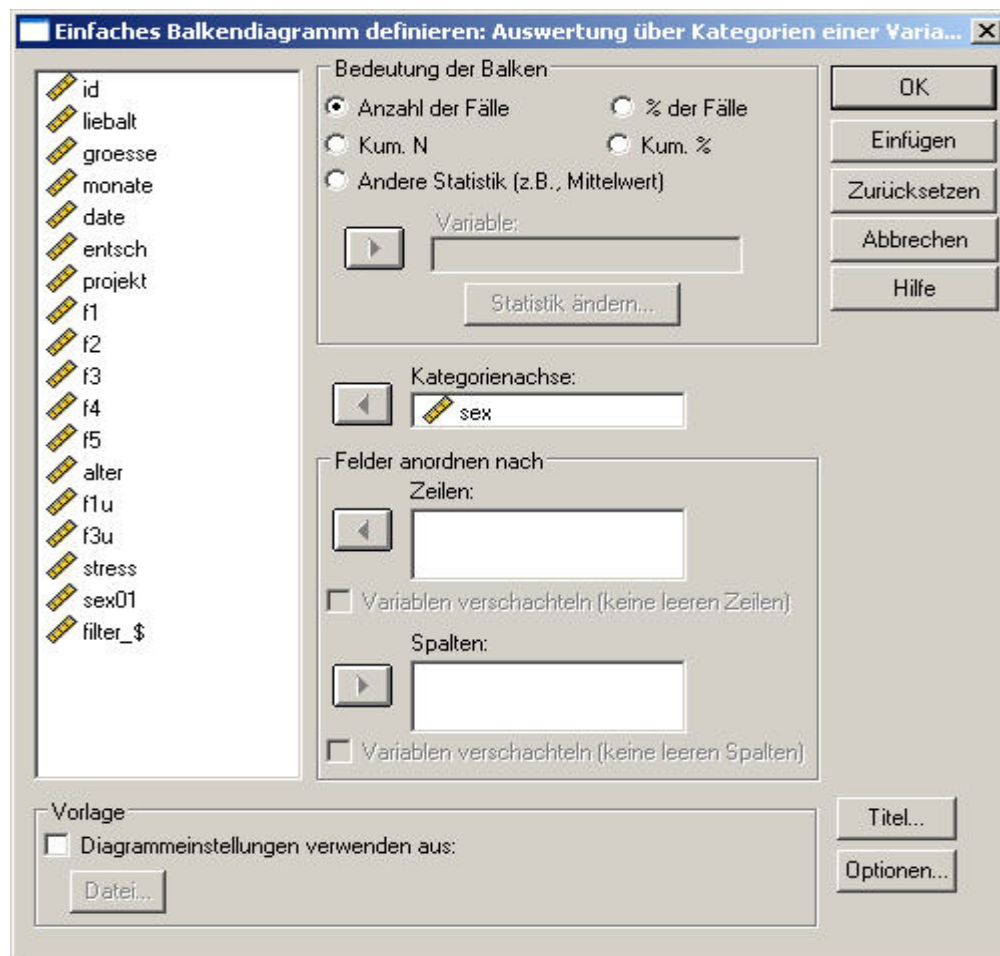 Einfaches Balkendiagramm definieren: Auswertung über Kategorien einer Varia...
id
liebalt
groesse
monate
date
entsch
projekt
f1
f2
f3
f4
f5
alter
f1u
f3u
stress
sex01
filter_$
Bedeutung der Balken
Anzahl der Fälle
% der Fälle
Kum. N
Kum. %
Andere Statistik (z.B., Mittelwert)
Variable:
Statistik ändern...
Kategorienachse:
sex
Felder anordnen nach
Zeilen:
Variablen verschachteln (keine leeren Zeilen)
Spalten:
Variablen verschachteln (keine leeren Spalten)
OK
Einfügen
Zurücksetzen
Abbrechen
Hilfe
Vorlage
Diagrammeinstellungen verwenden aus:
Datei...
Titel...
Optionen...